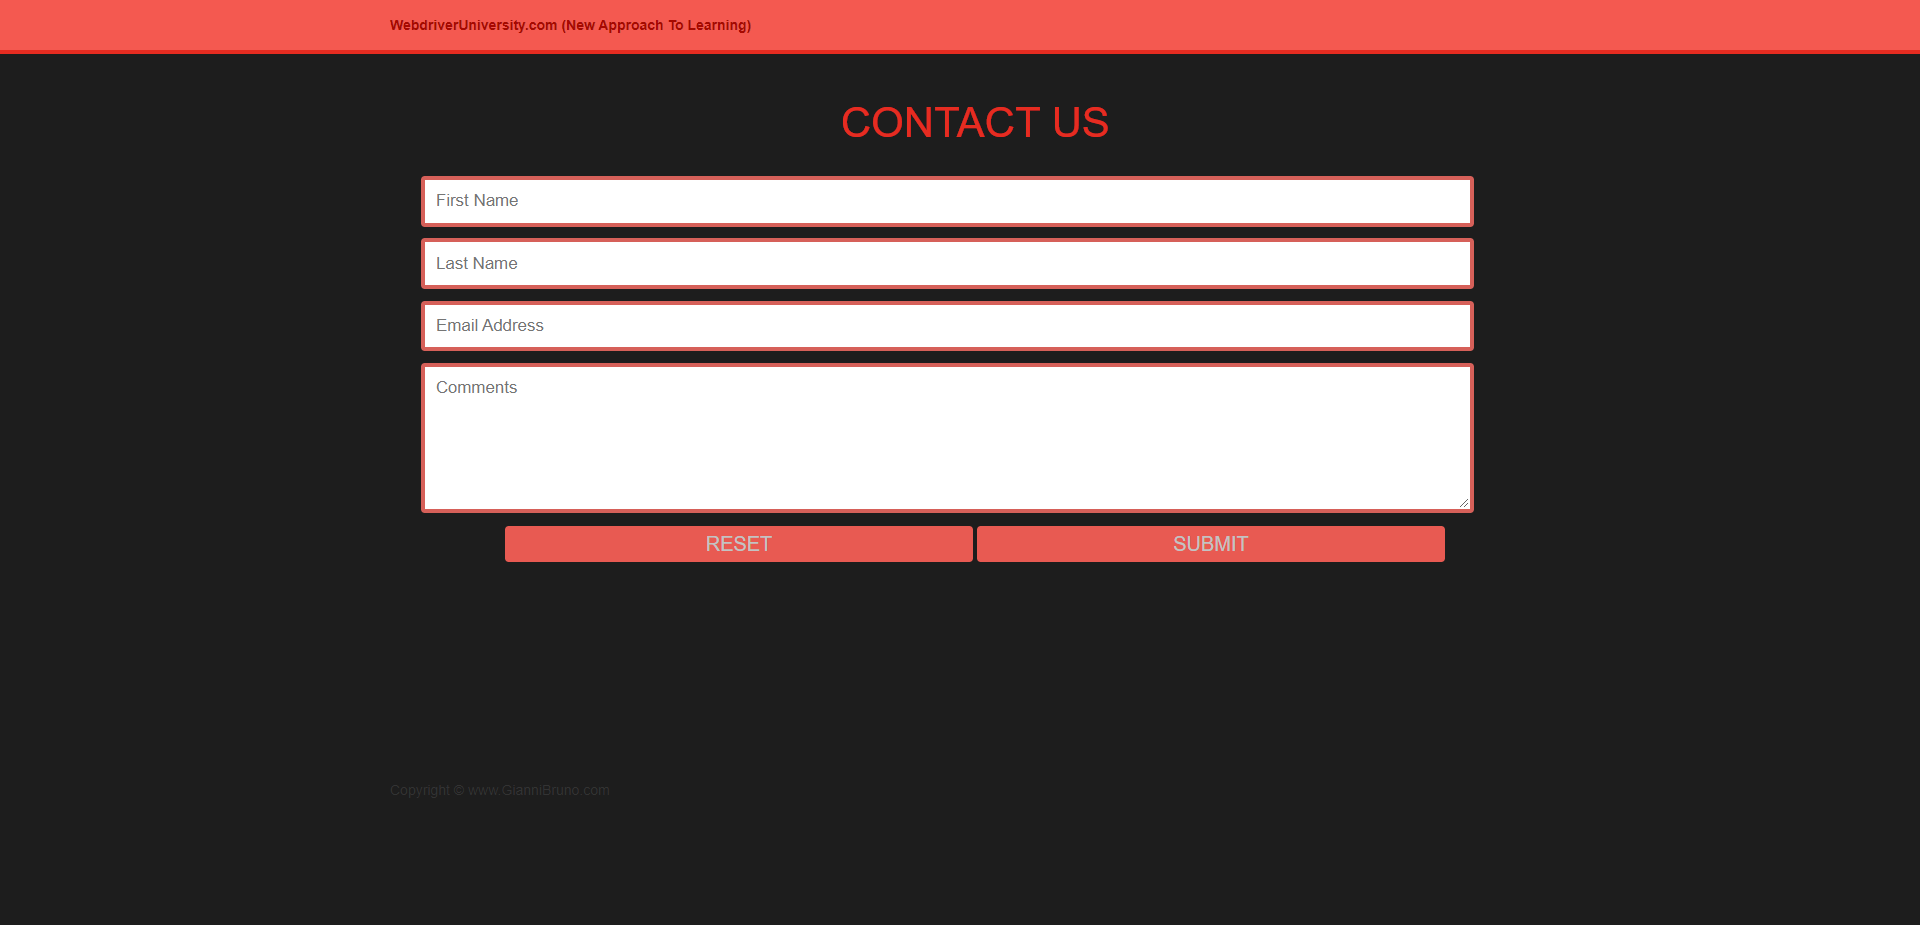 WebdriverUniversity.com (New Approach To Learning)
CONTACT US
First Name
Last Name
Email Address
Comments
RESET SUBMIT
Copyright © www.GianniBruno.com